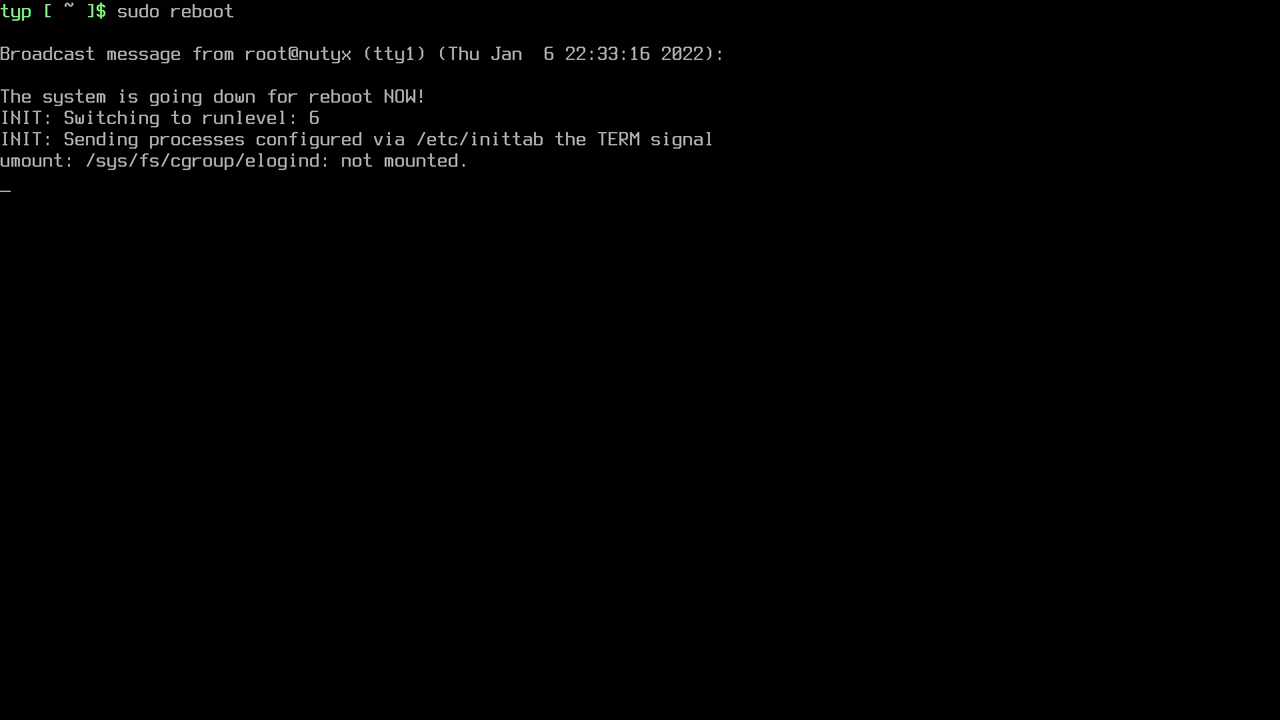 typ [ ~ ]$ sudo reboot
Broadcast message from root@nutyx (tty1) (Thu Jan  6 22:33:16 2022):
The system is going down for reboot NOW!
INIT: Switching to runlevel: 6
INIT: Sending processes configured via /etc/inittab the TERM signal
umount: /sys/fs/cgroup/elogind: not mounted.
_